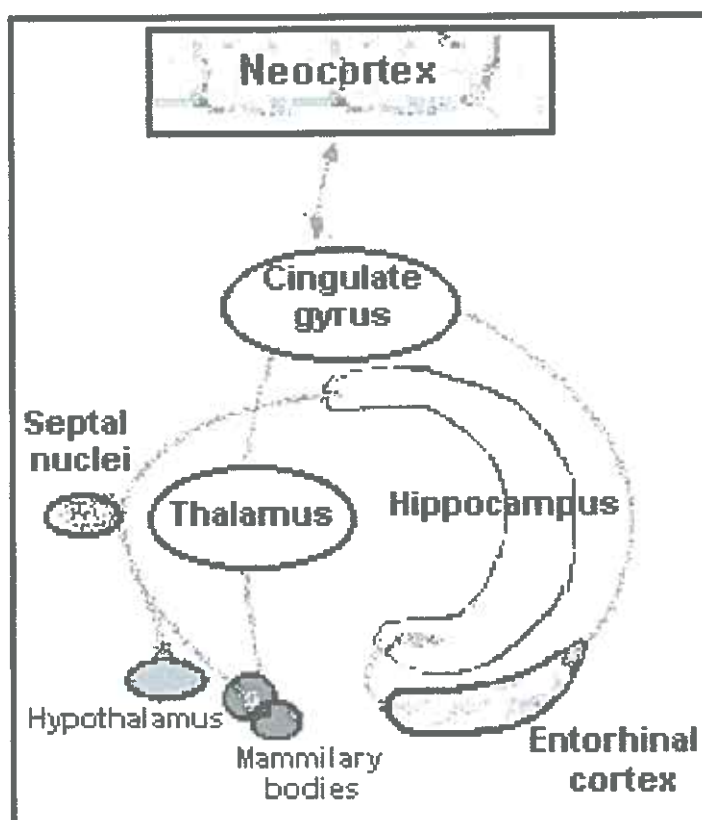 Neocortex
Cingulate
gyrus
Septal
nuclei
Thalamus
Hippocampus
Hypothalamus
Mammilary
bodies
Entorhinal
cortex